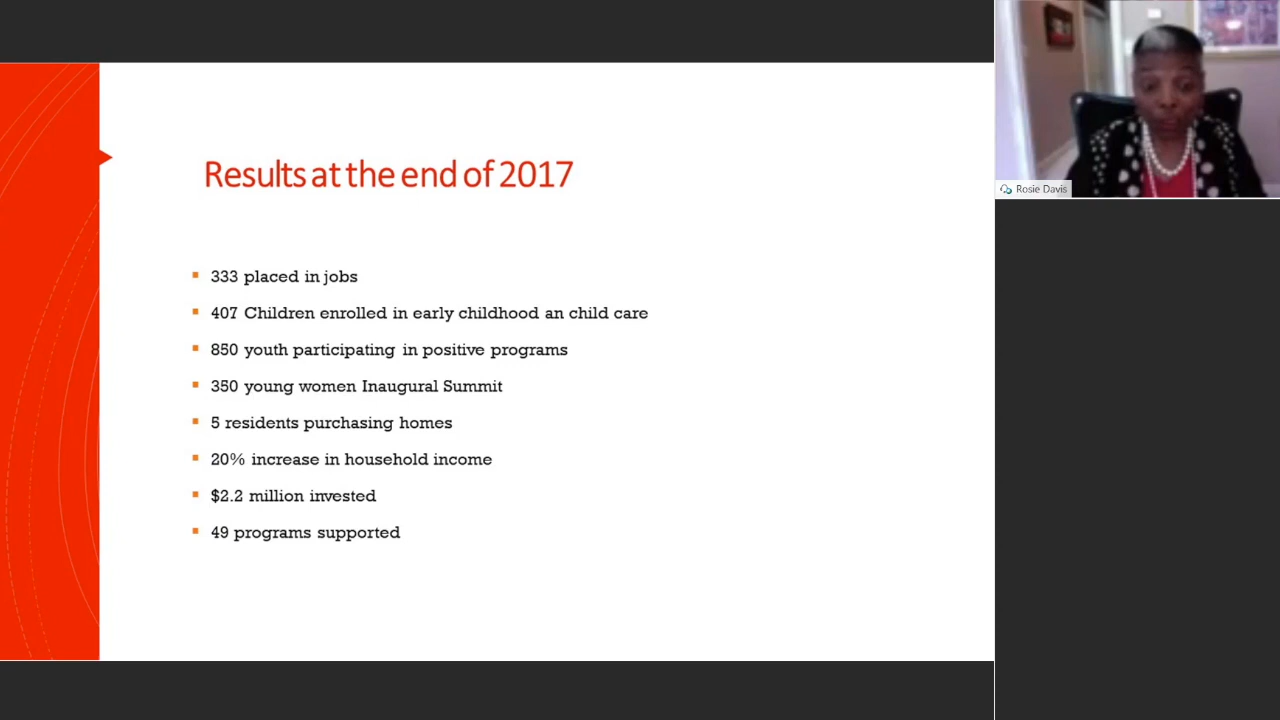 Results at the end of 2017
333 placed in jobs
407 Children enrolled in early childhood an child care
850 youth participating in positive programs
350 young women Inaugural Summit
5 residents purchasing homes
20% increase in household income
$2.2 million invested
49 programs supported
Rosie Davis